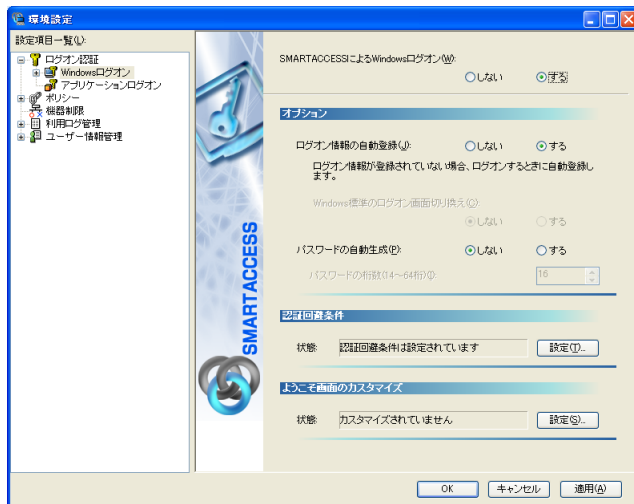 環境設定
設定項目一覧(L):
ログオン認証
Windowsログオン
アプリケーションログオン
ポリシー
機器制限
利用ログ管理
ユーザー情報管理
SMARTACCESS
SMARTACCESSによるWindowsログオン(W):
しない する
オプション
ログオン情報の自動登録(J): しない する
ログオン情報が登録されていない場合、ログオンするときに自動登録し
ます。
Windows標準のログオン画面切り換え(C):
しない する
パスワードの自動生成(P): しない する
パスワードの桁数(14～64桁)(I): 16
認証回避条件
状態: 認証回避条件は設定されています 設定(T)...
ようこそ画面のカスタマイズ
状態: カスタマイズされていません 設定(S)...
OK キャンセル 適用(A)